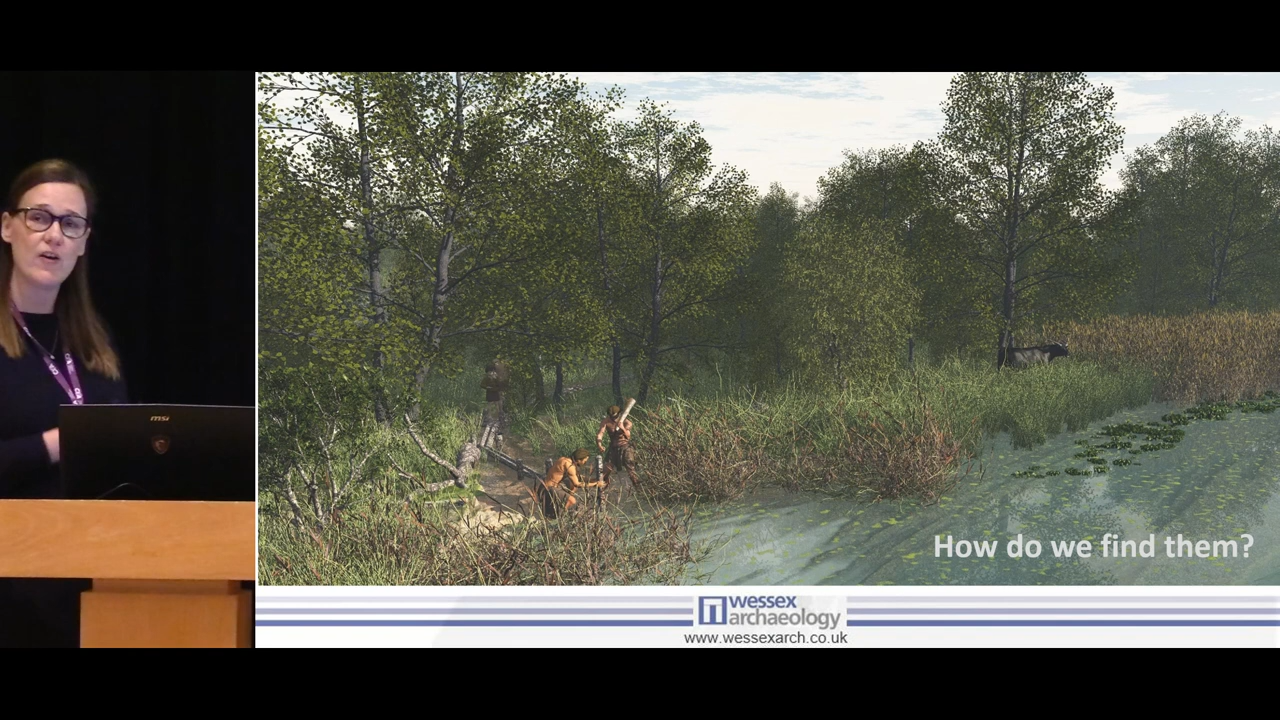 msi
How do we find them?
wessex
archaeology
www.wessexarch.co.uk